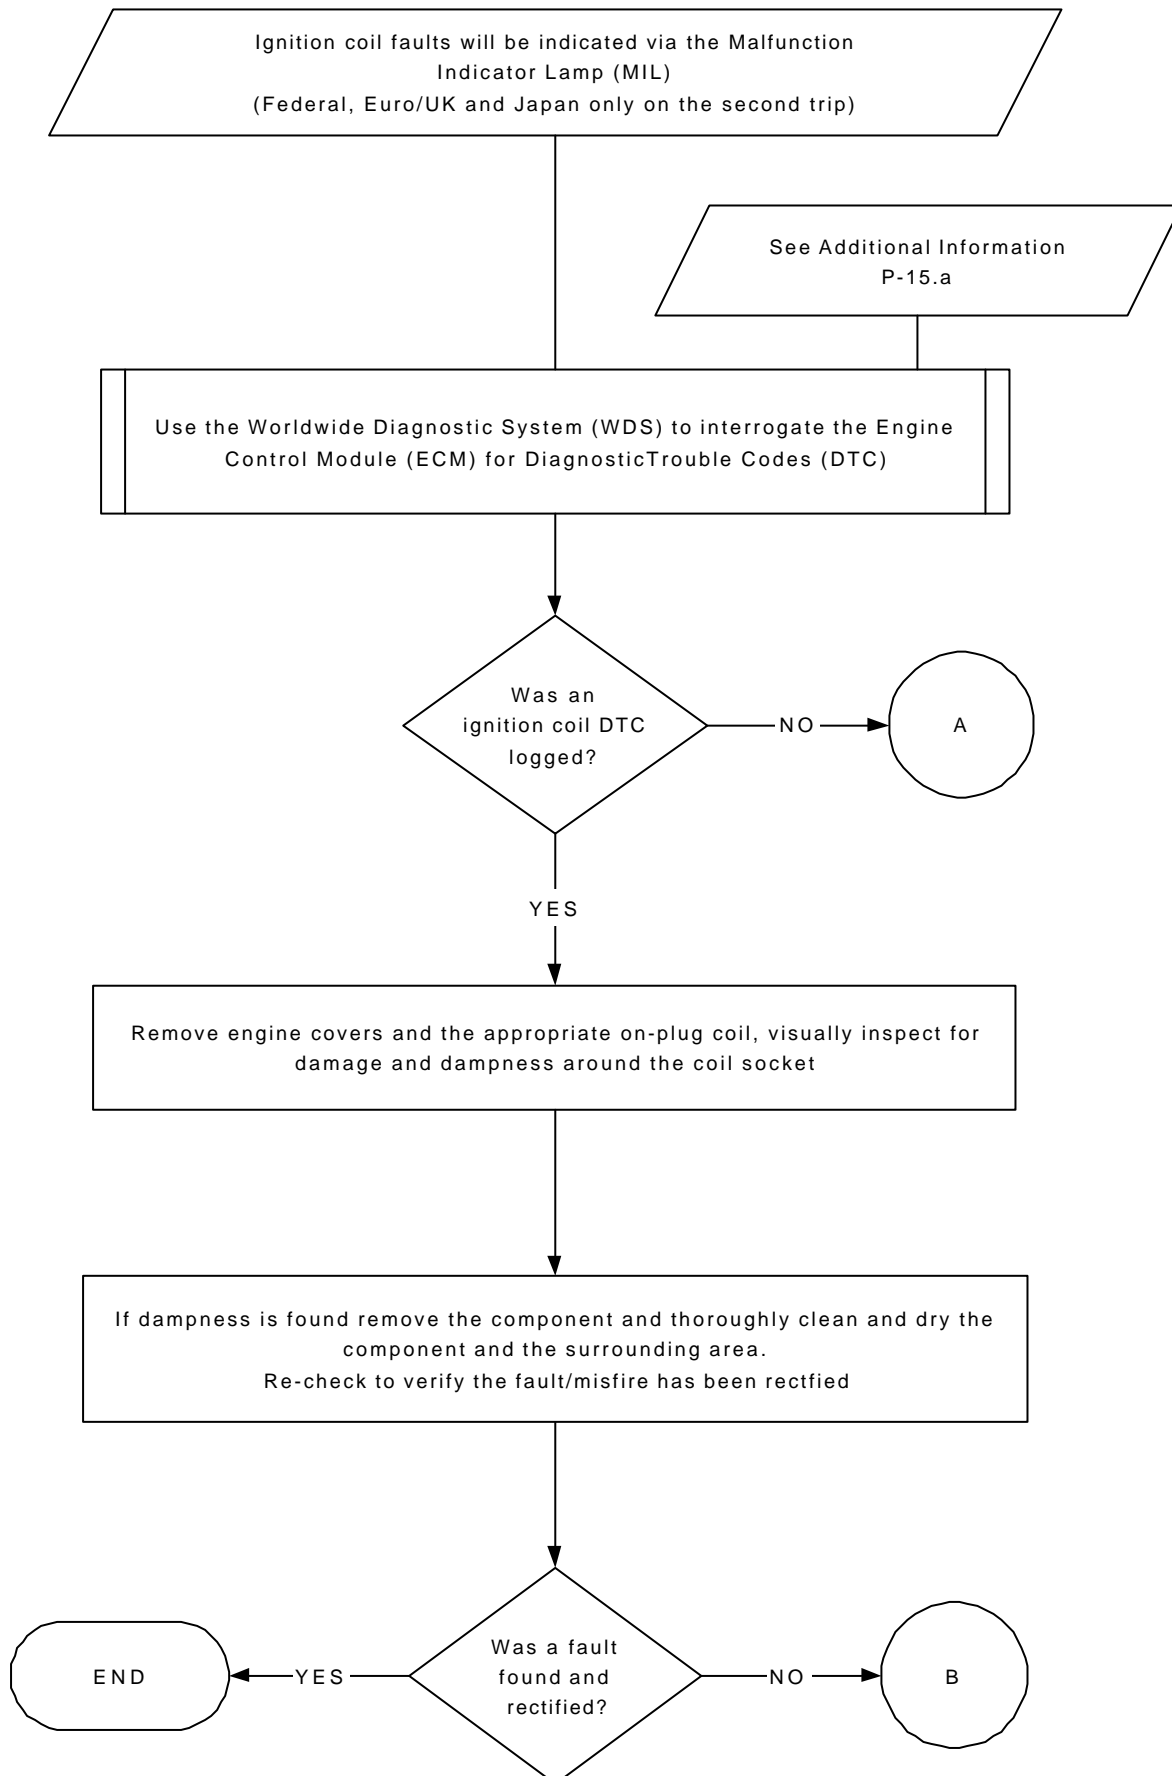 Ignition coil faults will be indicated via the Malfunction
Indicator Lamp (MIL)
(Federal, Euro/UK and Japan only on the second trip)
See Additional Information
P-15.a
Use the Worldwide Diagnostic System (WDS) to interrogate the Engine
Control Module (ECM) for DiagnosticTrouble Codes (DTC)
Was an
ignition coil DTC
logged?
NO
A
YES
Remove engine covers and the appropriate on-plug coil, visually inspect for
damage and dampness around the coil socket
If dampness is found remove the component and thoroughly clean and dry the
component and the surrounding area.
Re-check to verify the fault/misfire has been rectfied
Was a fault
found and
rectified?
YES
END
NO
B